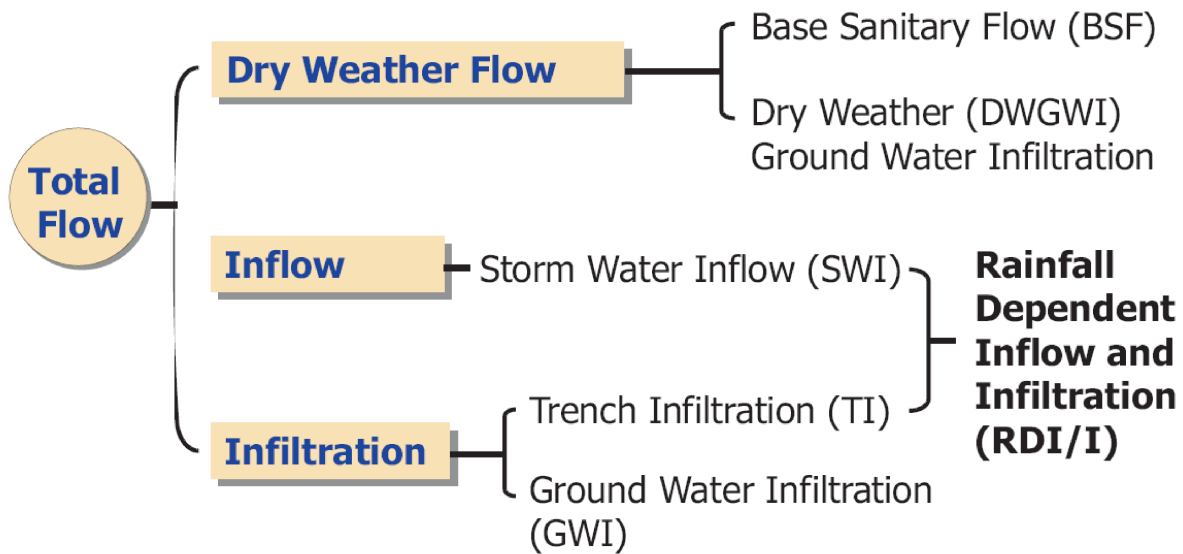 Total
Flow
Dry Weather Flow
Base Sanitary Flow (BSF)
Dry Weather (DWGWI)
Ground Water Infiltration
Inflow
Storm Water Inflow (SWI)
Infiltration
Trench Infiltration (TI)
Ground Water Infiltration
(GWI)
Rainfall
Dependent
Inflow and
Infiltration
(RDI/I)